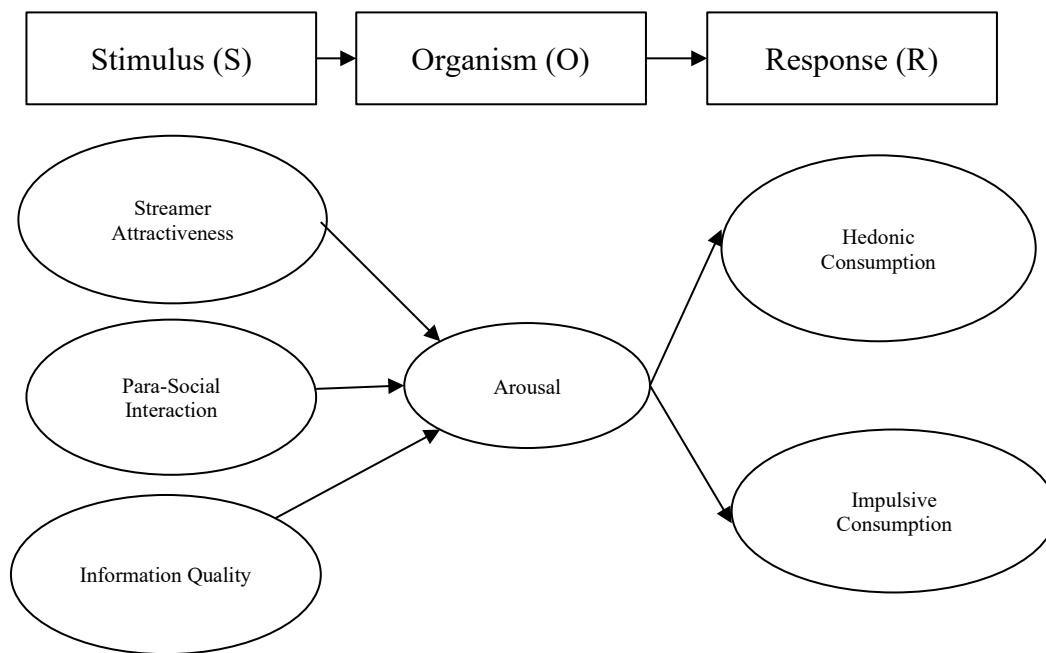 Stimulus (S)
Organism (O)
Response (R)
Streamer
Attractiveness
Para-Social
Interaction
Information Quality
Arousal
Hedonic
Consumption
Impulsive
Consumption